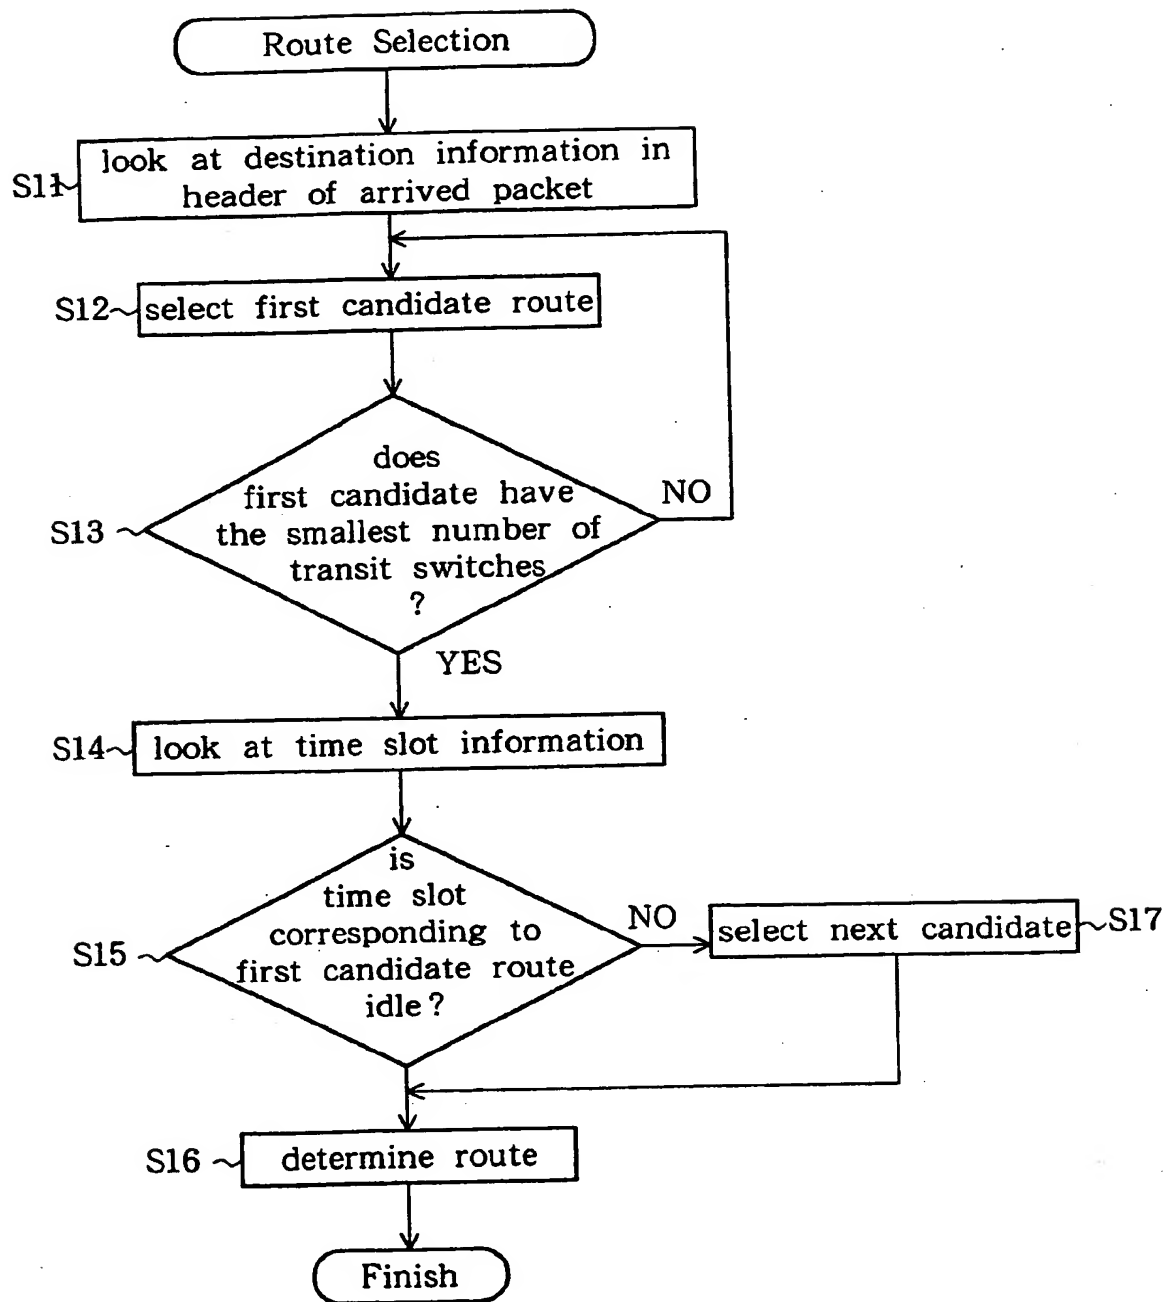 Route Selection
look at destination information in
header of arrived packet
S11
S12
select first candidate route
does
first candidate have
the smallest number of
transit switches
?
S13
NO
YES
S14
look at time slot information
is
time slot
corresponding to
first candidate route
idle ?
S15
NO
select next candidate
S17
S16
determine route
Finish